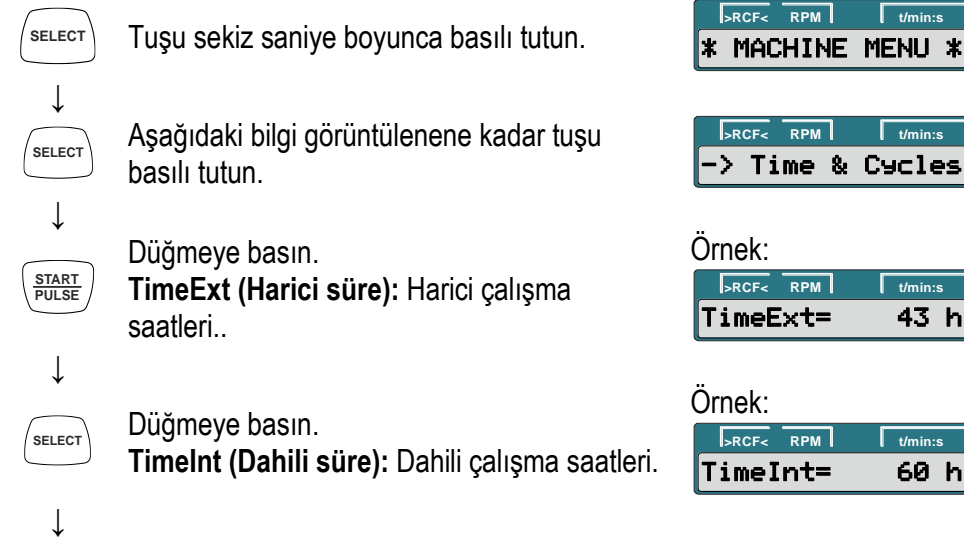 SELECT
Tuşu sekiz saniye boyunca basılı tutun.
>RCF< RPM t/min:s
* MACHINE MENU *
↓
SELECT
Aşağıdaki bilgi görüntülenene kadar tuşu
basılı tutun.
>RCF< RPM t/min:s
-> Time & Cycles
↓
START
PULSE
Düğmeye basın.
TimeExt (Harici süre): Harici çalışma
saatleri..
Örnek:
>RCF< RPM t/min:s
TimeExt= 43 h
↓
SELECT
Düğmeye basın.
TimeInt (Dahili süre): Dahili çalışma saatleri.
Örnek:
>RCF< RPM t/min:s
TimeInt= 60 h
↓